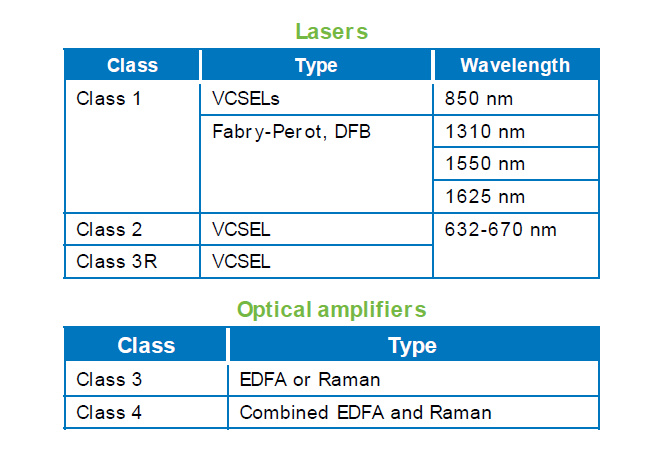 Lasers
Class Type Wavelength
Class 1 VCSELs 850 nm
Fabry-Perot, DFB 1310 nm
1550 nm
1625 nm
Class 2 VCSEL 632-670 nm
Class 3R VCSEL
Optical amplifiers
Class Type
Class 3 EDFA or Raman
Class 4 Combined EDFA and Raman